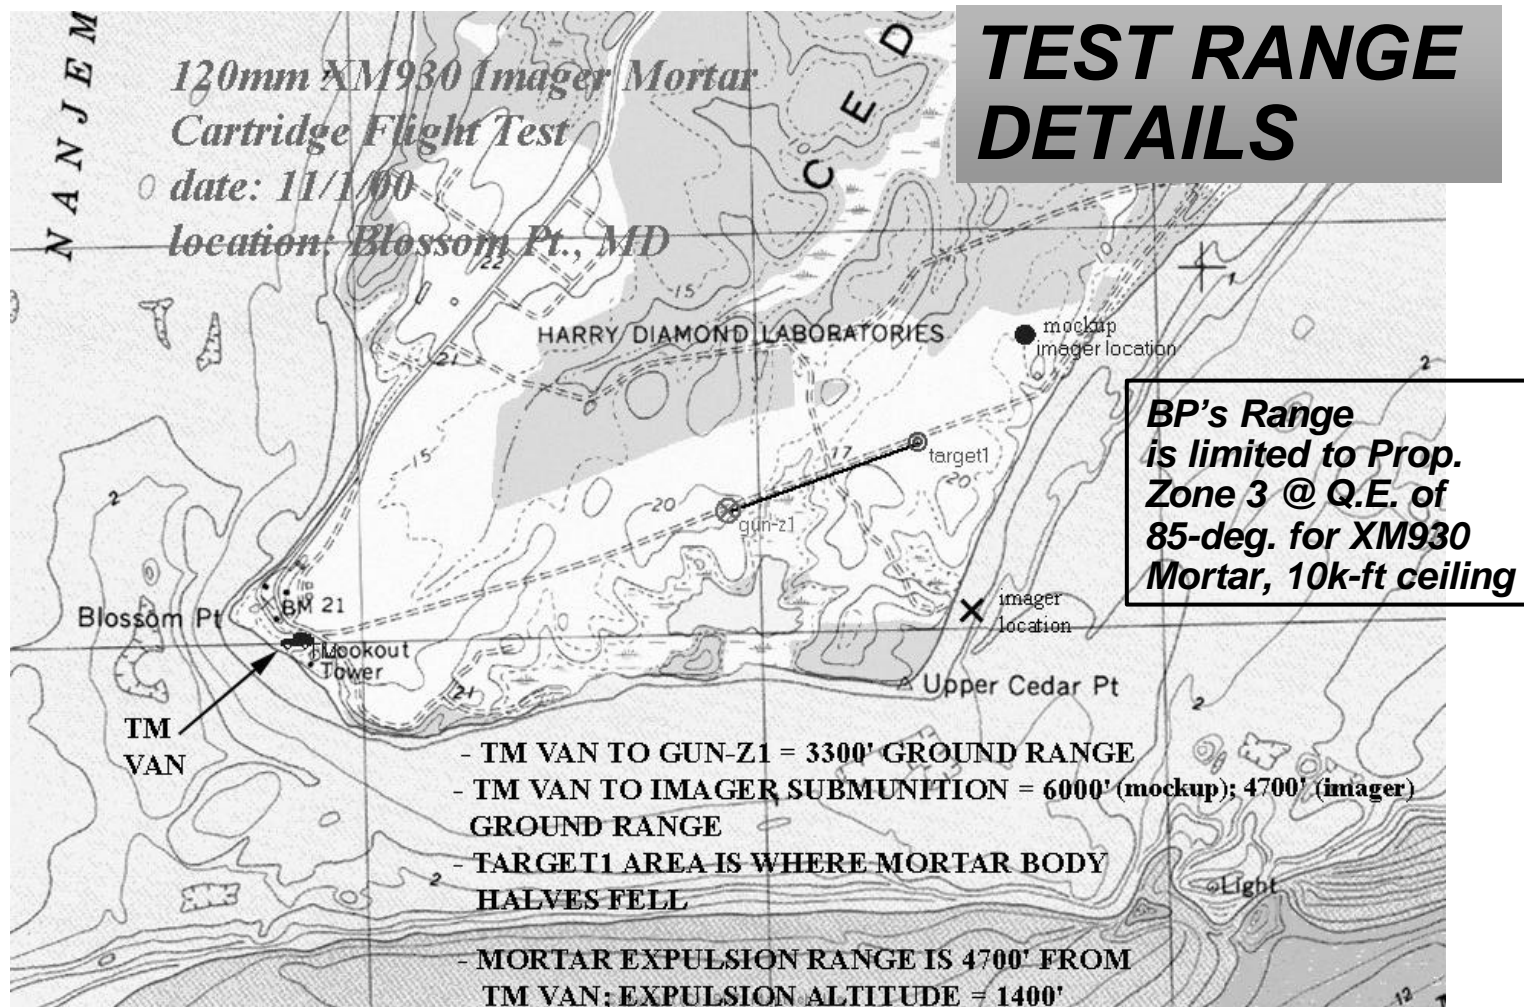 TEST RANGE
DETAILS
120mm XM930 Imager Mortar
Cartridge Flight Test
date: 11/1/00
location: Blossom Pt., MD
NANJEM
CED
22
15
HARRY DIAMOND LABORATORIES
mockup
imager location
21
2
BP's Range
is limited to Prop.
Zone 3 @ Q.E. of
85-deg. for XM930
Mortar, 10k-ft ceiling
15
17
target1
20
20
gun-z1
2
BM 21
Blossom Pt
imager
location
Lookout
Tower
21
Upper Cedar Pt
2
TM
VAN
- TM VAN TO GUN-Z1 = 3300' GROUND RANGE
- TM VAN TO IMAGER SUBMUNITION = 6000' (mockup); 4700' (imager)
GROUND RANGE
- TARGET1 AREA IS WHERE MORTAR BODY
HALVES FELL
2
Light
- MORTAR EXPULSION RANGE IS 4700' FROM
TM VAN; EXPULSION ALTITUDE = 1400'
12